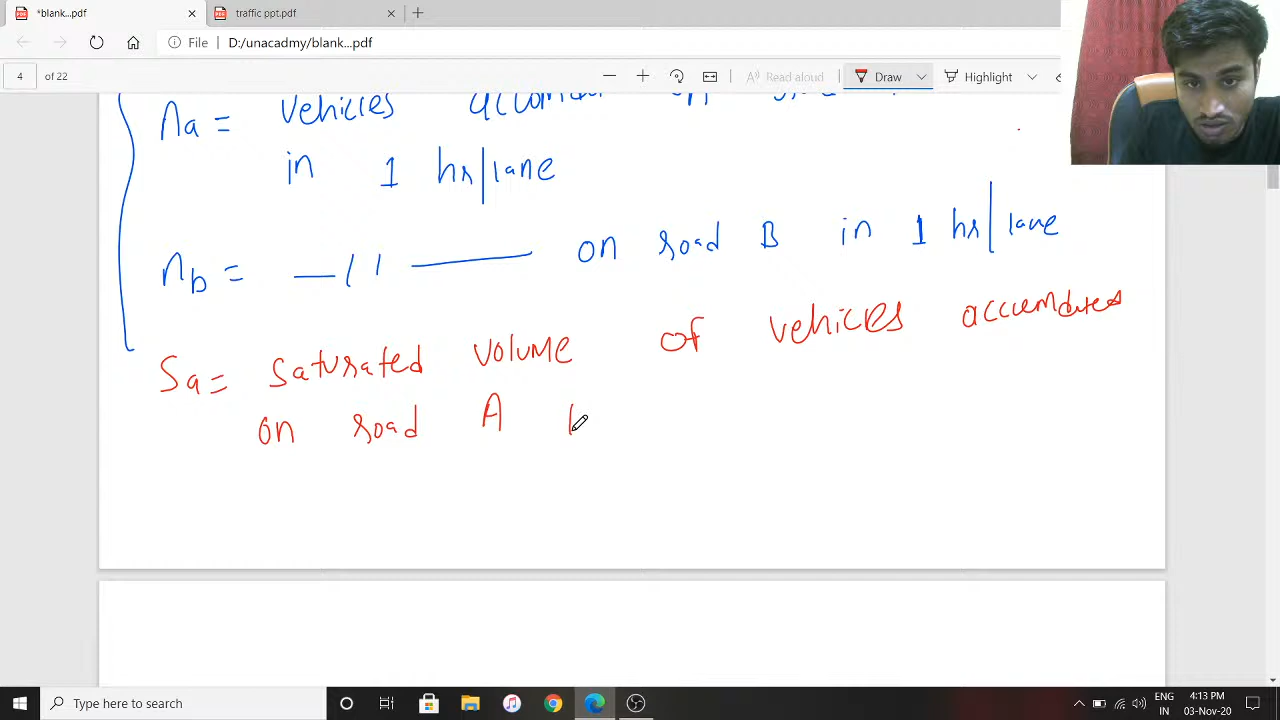 *blank...pdf
traffic ppt.pdf
File D:/unacadmy/blank...pdf
4 of 22
Read aloud
Draw
Highlight
na = vehicles
in 1 hr/lane
nb = —11— on road B in 1 hr/lane
Sa = saturated volume of vehicles
on road A
Type here to search
ENG
IN
4:13 PM
03-Nov-20